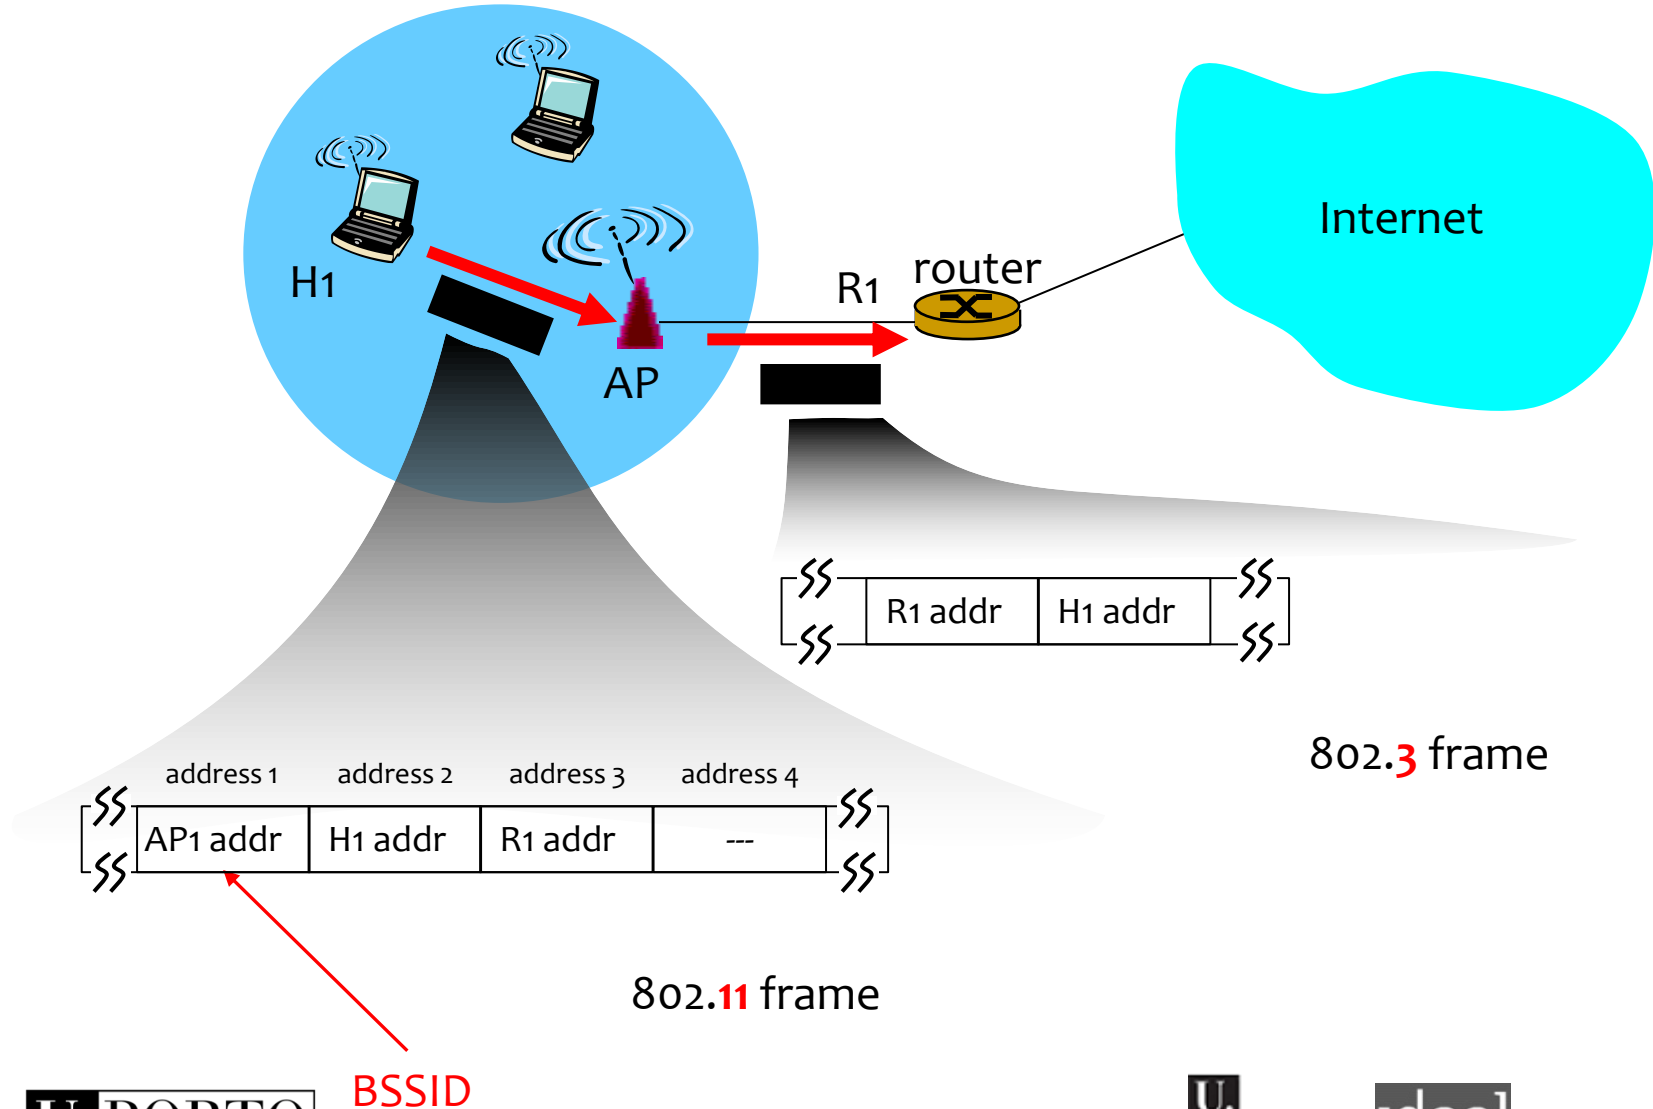 Internet
router
R1
H1
AP
R1 addr H1 addr
802.3 frame
address 1 address 2 address 3 address 4
AP1 addr H1 addr R1 addr ---
802.11 frame
BSSID
U. PORTO
U.